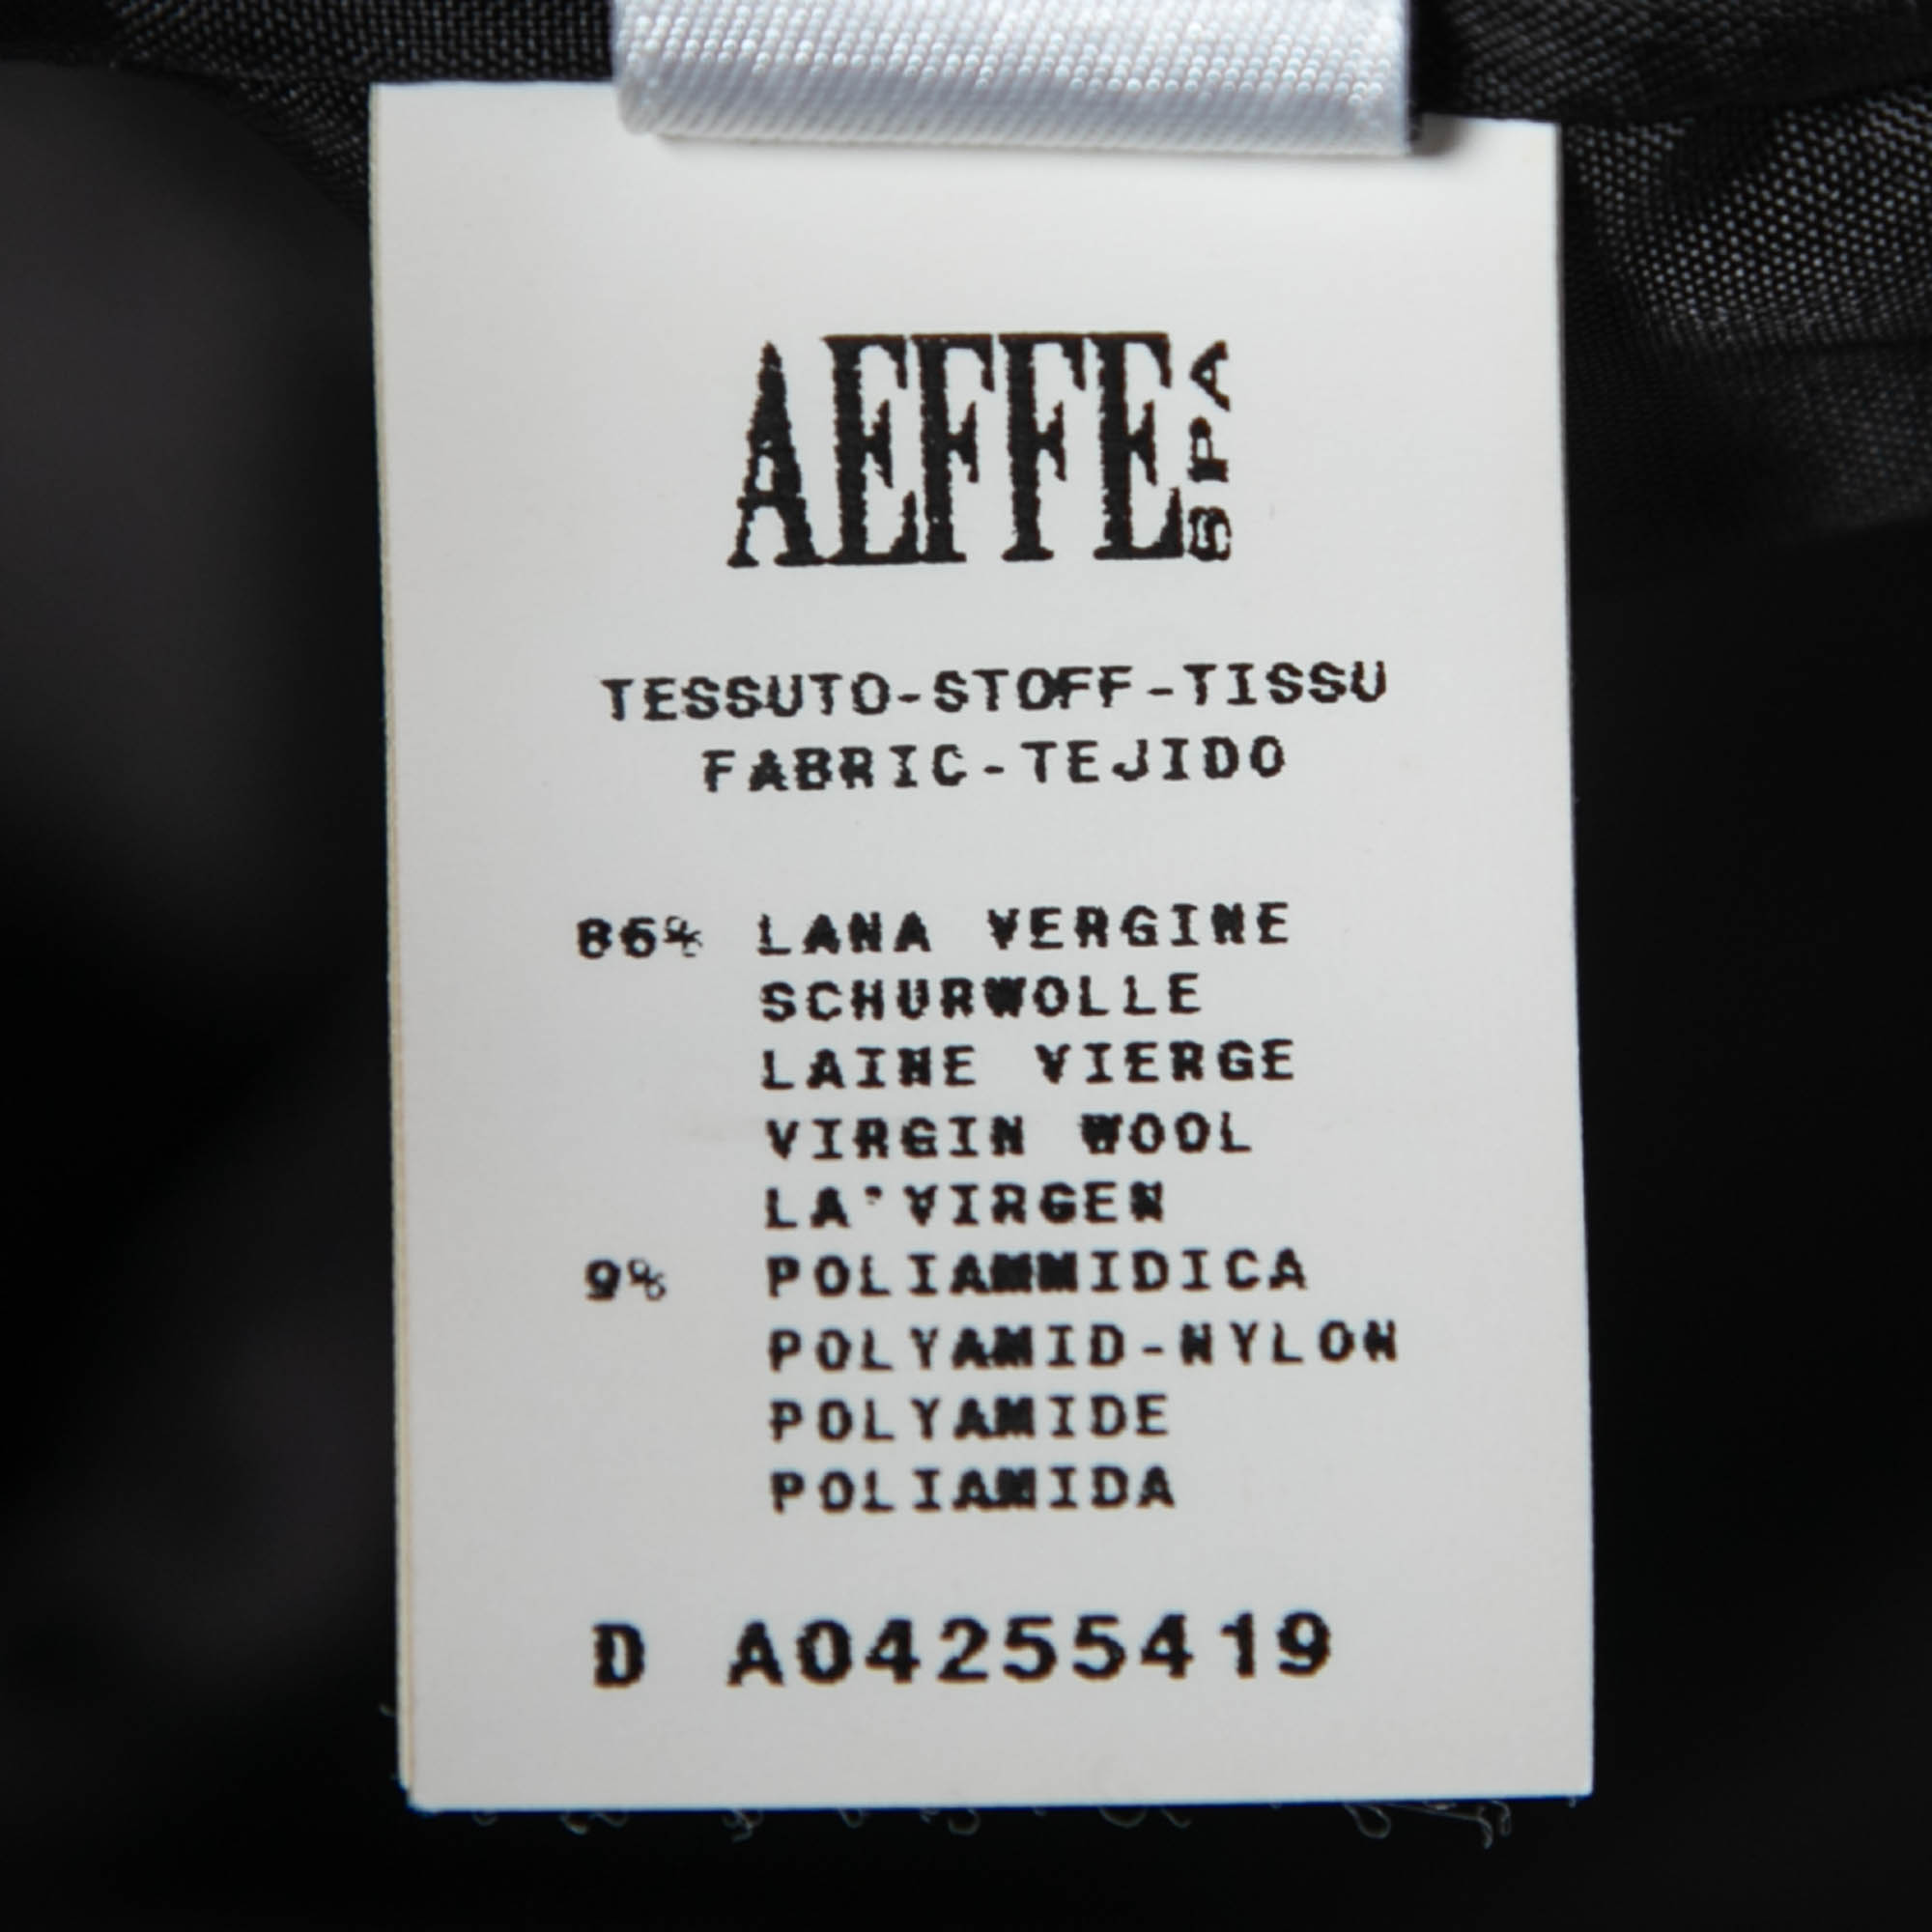 AEFFE SPA
TESSUTO-STOFF-TISSU
FABRIC-TEJIDO
86% LANA VERGINE
SCHURWOLLE
LAINE VIERGE
VIRGIN WOOL
LA'VIRGEN
9% POLIAMMIDICA
POLYAMID-NYLON
POLYAMIDE
POLIAMIDA
D A04255419